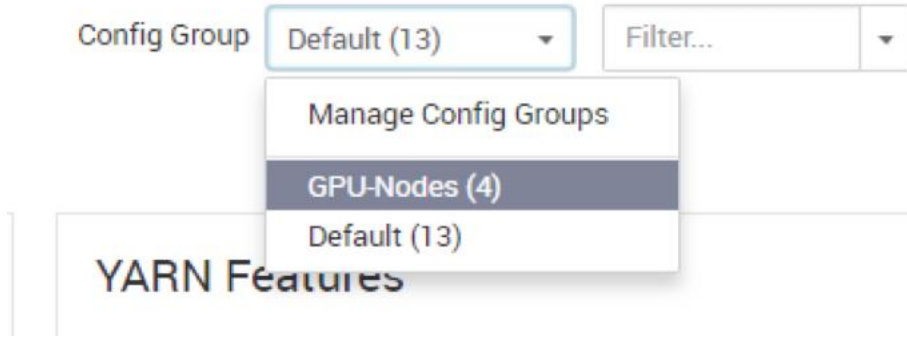 Config Group Default (13) Filter...
Manage Config Groups
GPU-Nodes (4)
Default (13)
YARN Features